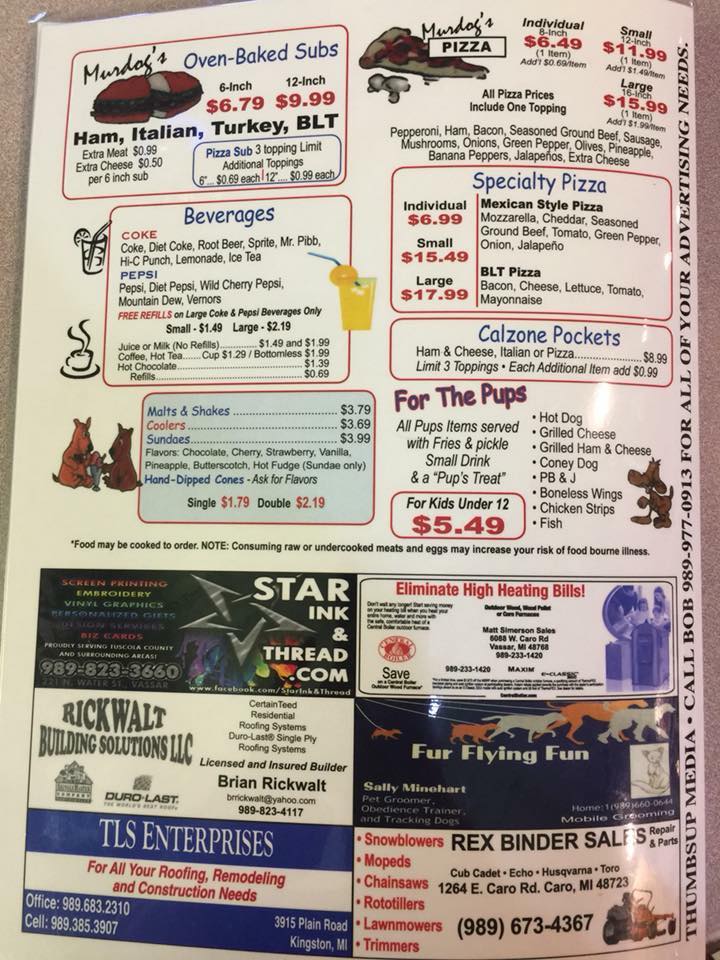 Murdog's
Oven-Baked Subs
6-Inch 12-Inch
$6.79 $9.99
Ham, Italian, Turkey, BLT
Extra Meat $0.99
Extra Cheese $0.50
per 6 inch sub
Pizza Sub 3 topping Limit
Additional Toppings
6"... $0.69 each 12".... $0.99 each
Murdog's
PIZZA
Individual
8-Inch
$6.49
(1 Item)
Add'l $0.69/Item
Small
12-Inch
$11.99
(1 Item)
Add'l $1.49/Item
Large
16-Inch
$15.99
(1 Item)
Add'l $1.99/Item
All Pizza Prices
Include One Topping
Pepperoni, Ham, Bacon, Seasoned Ground Beef, Sausage,
Mushrooms, Onions, Green Pepper, Olives, Pineapple,
Banana Peppers, Jalapeños, Extra Cheese
Beverages
COKE
Coke, Diet Coke, Root Beer, Sprite, Mr. Pibb,
Hi-C Punch, Lemonade, Ice Tea
PEPSI
Pepsi, Diet Pepsi, Wild Cherry Pepsi,
Mountain Dew, Vernors
FREE REFILLS on Large Coke & Pepsi Beverages Only
Small - $1.49 Large - $2.19
Juice or Milk (No Refills)............. $1.49 and $1.99
Coffee, Hot Tea...... Cup $1.29 / Bottomless $1.99
Hot Chocolate............ $1.39
Refills............ $0.69
Specialty Pizza
Individual
$6.99
Small
$15.49
Large
$17.99
Mexican Style Pizza
Mozzarella, Cheddar, Seasoned
Ground Beef, Tomato, Green Pepper,
Onion, Jalapeño
BLT Pizza
Bacon, Cheese, Lettuce, Tomato,
Mayonnaise
Calzone Pockets
Ham & Cheese, Italian or Pizza....................... $8.99
Limit 3 Toppings • Each Additional Item add $0.99
Malts & Shakes ............................. $3.79
Coolers............................. $3.69
Sundaes............................. $3.99
Flavors: Chocolate, Cherry, Strawberry, Vanilla,
Pineapple, Butterscotch, Hot Fudge (Sundae only)
Hand-Dipped Cones - Ask for Flavors
Single $1.79 Double $2.19
For The Pups
All Pups Items served
with Fries & pickle
Small Drink
& a "Pup's Treat"
For Kids Under 12
$5.49
• Hot Dog
• Grilled Cheese
• Grilled Ham & Cheese
• Coney Dog
• PB & J
• Boneless Wings
• Chicken Strips
• Fish
*Food may be cooked to order. NOTE: Consuming raw or undercooked meats and eggs may increase your risk of food bourne illness.
SCREEN PRINTING
EMBROIDERY
VINYL GRAPHICS
PERSONALIZED GIFTS
DESIGN SERVICES
BIZ CARDS
PROUDLY SERVING TUSCOLA COUNTY
AND SURROUNDING AREAS!
989-823-3660
221 N. WATER ST. VASSAR
STAR
INK
&
THREAD
.COM
www.facebook.com/StarInk&Thread
Eliminate High Heating Bills!
Don't wait any longer! Start saving money
on your heating bill when you heat your
entire home, water and more with
the safe, comfortable heat of a
Central Boiler outdoor furnace.
Outdoor Wood, Wood Pellet
or Corn Furnaces
Matt Simerson Sales
6088 W. Caro Rd
Vassar, MI 48768
989-233-1420
CENTRAL BOILER
Save
on a Central Boiler
Outdoor Wood Furnace*
989-233-1420 MAXIM E-CLASSIC
CentralBoiler.com
RICKWALT
BUILDING SOLUTIONS LLC
CertainTeed
Residential
Roofing Systems
Duro-Last® Single Ply
Roofing Systems
Licensed and Insured Builder
Brian Rickwalt
brrickwalt@yahoo.com
989-823-4117
DURO-LAST
THE WORLD'S BEST ROOF
Fur Flying Fun
Sally Minehart
Pet Groomer,
Obedience Trainer,
and Tracking Dogs
Home: 1(989)660-0644
Mobile Grooming
TLS ENTERPRISES
For All Your Roofing, Remodeling
and Construction Needs
Office: 989.683.2310
Cell: 989.385.3907
3915 Plain Road
Kingston, MI
• Snowblowers
• Mopeds
• Chainsaws
• Rototillers
• Lawnmowers
• Trimmers
REX BINDER SALES Repair & Parts
Cub Cadet • Echo • Husqvarna • Toro
1264 E. Caro Rd. Caro, MI 48723
(989) 673-4367
THUMBSUP MEDIA • CALL BOB 989-977-0913 FOR ALL OF YOUR ADVERTISING NEEDS.